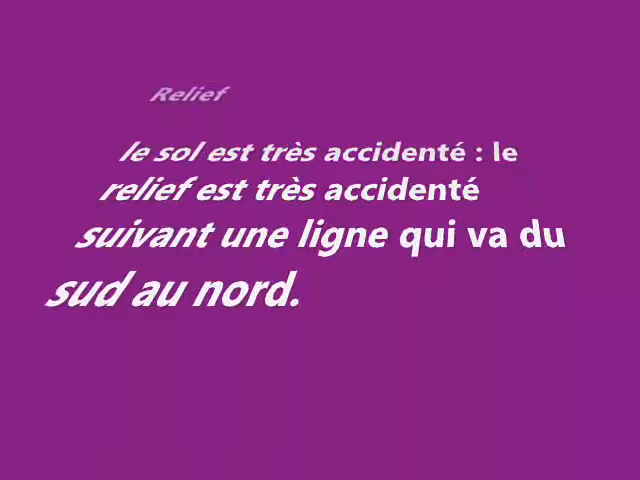 Relief
le sol est très accidenté : le
relief est très accidenté
suivant une ligne qui va du
sud au nord.